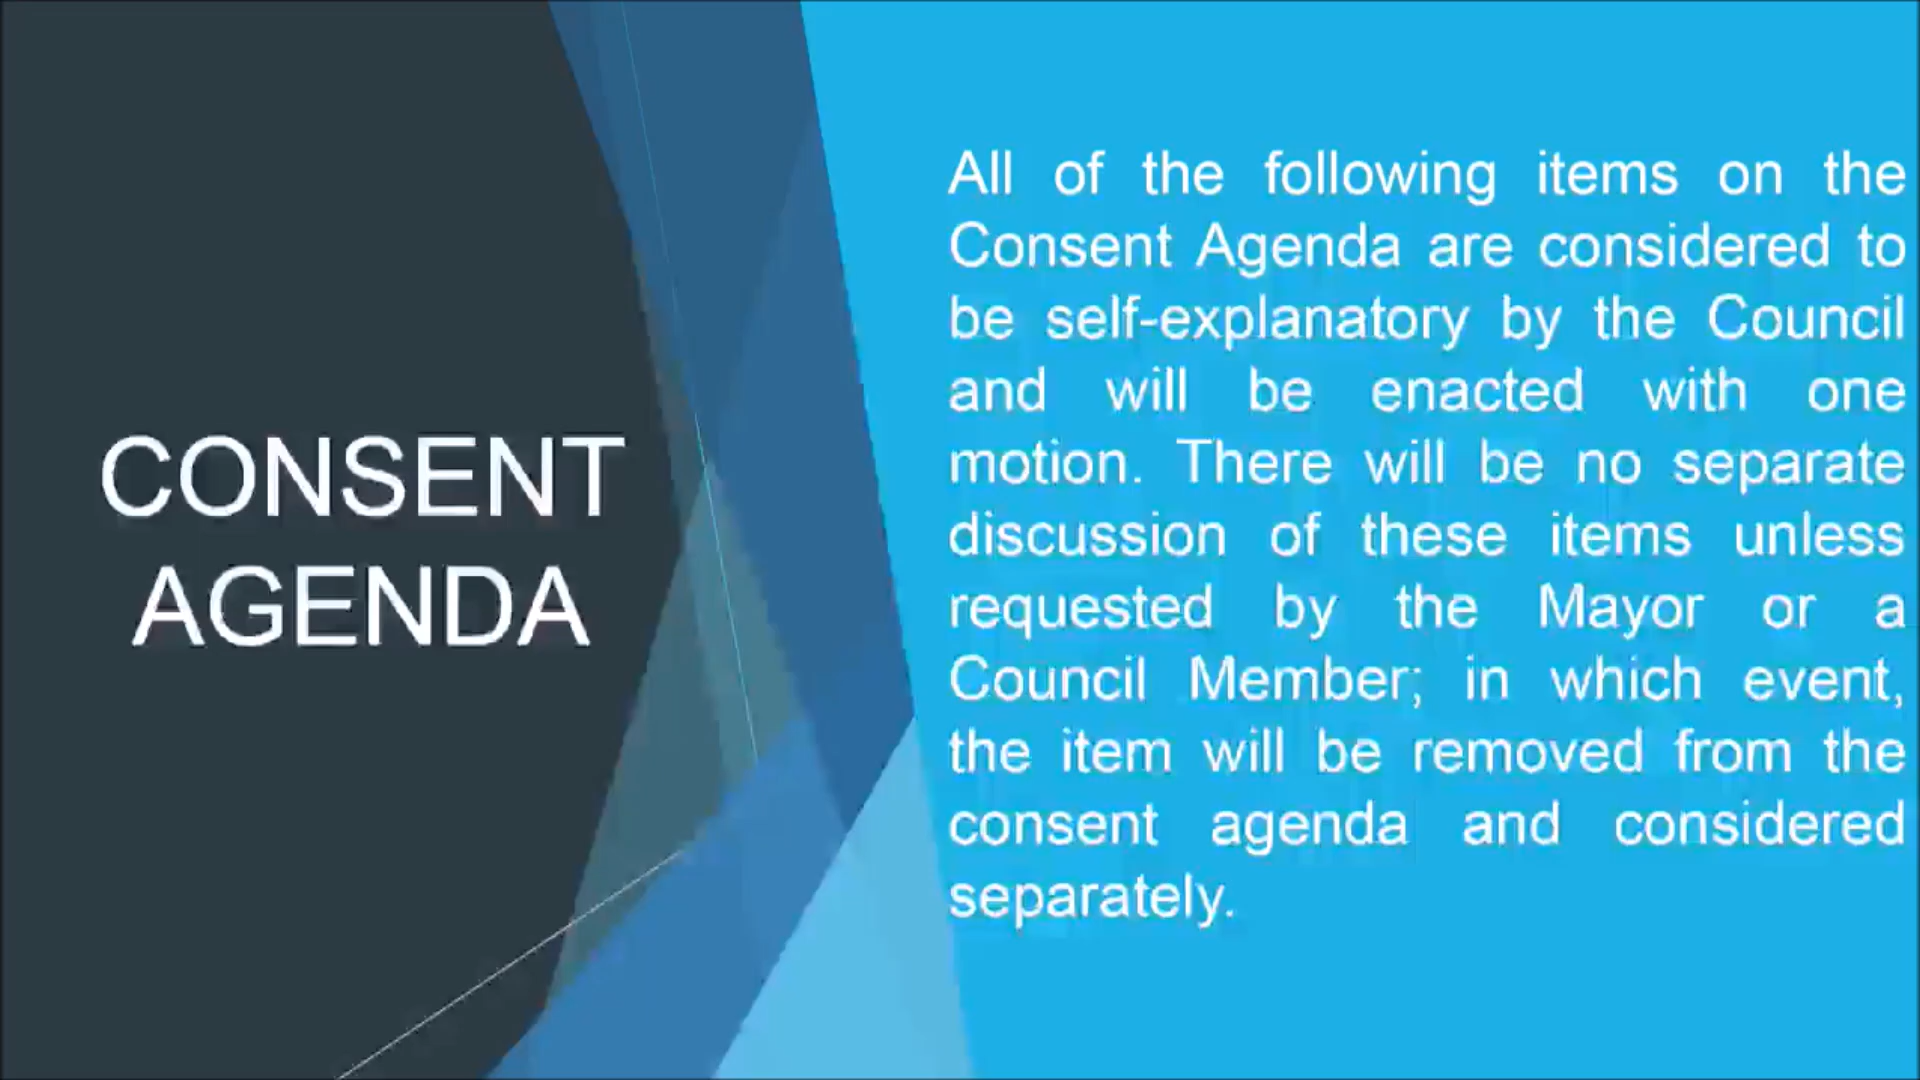 CONSENT
AGENDA
All of the following items on the
Consent Agenda are considered to
be self-explanatory by the Council
and will be enacted with one
motion. There will be no separate
discussion of these items unless
requested by the Mayor or a
Council Member; in which event,
the item will be removed from the
consent agenda and considered
separately.